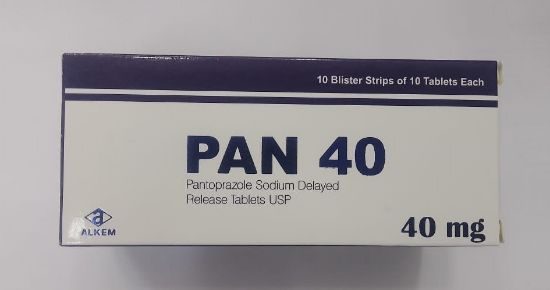 10 Blister Strips of 10 Tablets Each
PAN 40
Pantoprazole Sodium Delayed
Release Tablets USP
a
ALKEM
40 mg